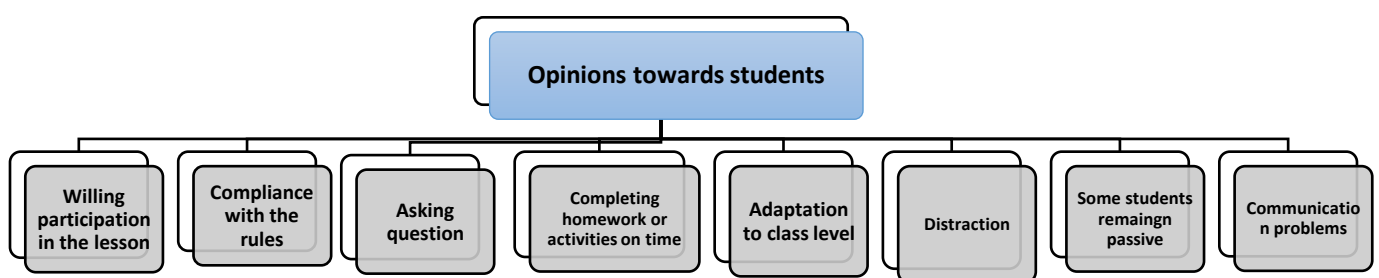 Opinions towards students
Willing
participation
in the lesson
Compliance
with the
rules
Asking
question
Completing
homework or
activities on time
Adaptation
to class level
Distraction
Some students
remaingn
passive
Communicatio
n problems